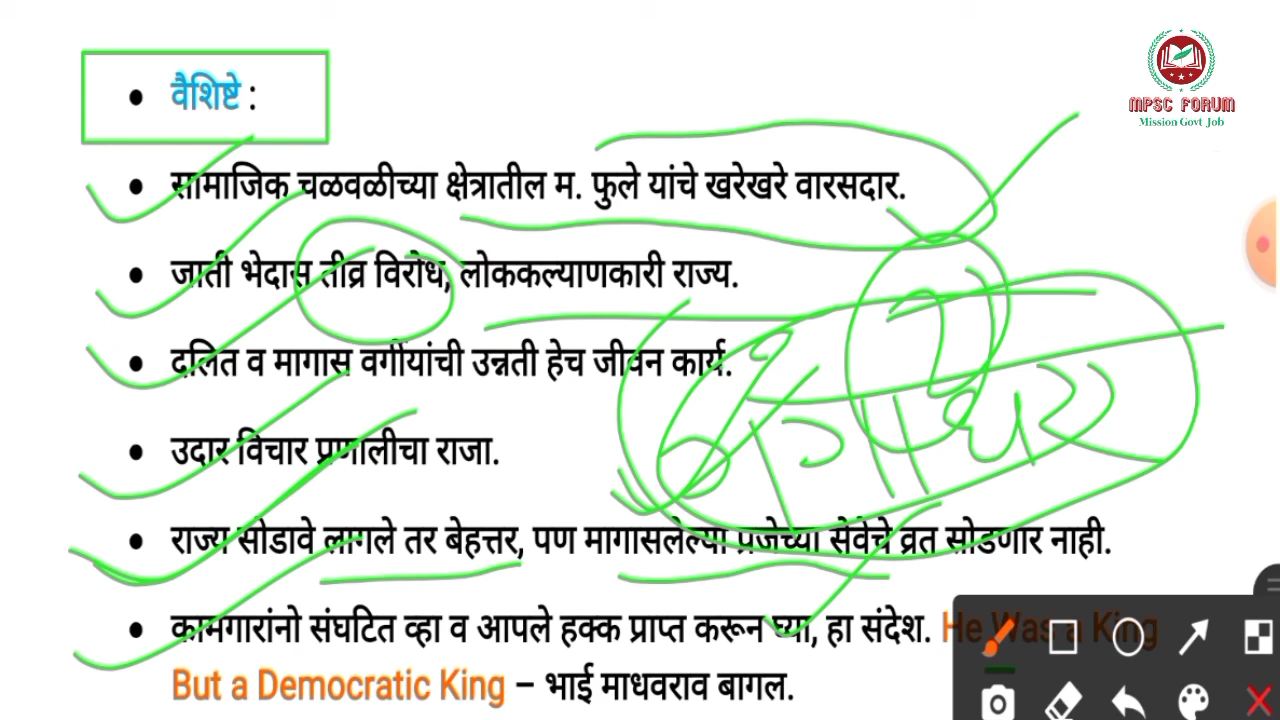 MPSC FORUM
Mission Govt Job
• वैशिष्टे :
• सामाजिक चळवळीच्या क्षेत्रातील म. फुले यांचे खरेखरे वारसदार.
• जाती भेदास तीव्र विरोध, लोककल्याणकारी राज्य.
• दलित व मागास वर्गीयांची उन्नती हेच जीवन कार्य.
• उदार विचार प्रणालीचा राजा.
• राज्य सोडावे लागले तर बेहत्तर, पण मागासलेल्या प्रजेच्या सेवेचे व्रत सोडणार नाही.
• कामगारांनो संघटित व्हा व आपले हक्क प्राप्त करून घ्या, हा संदेश. He Was a King
But a Democratic King – भाई माधवराव बागल.